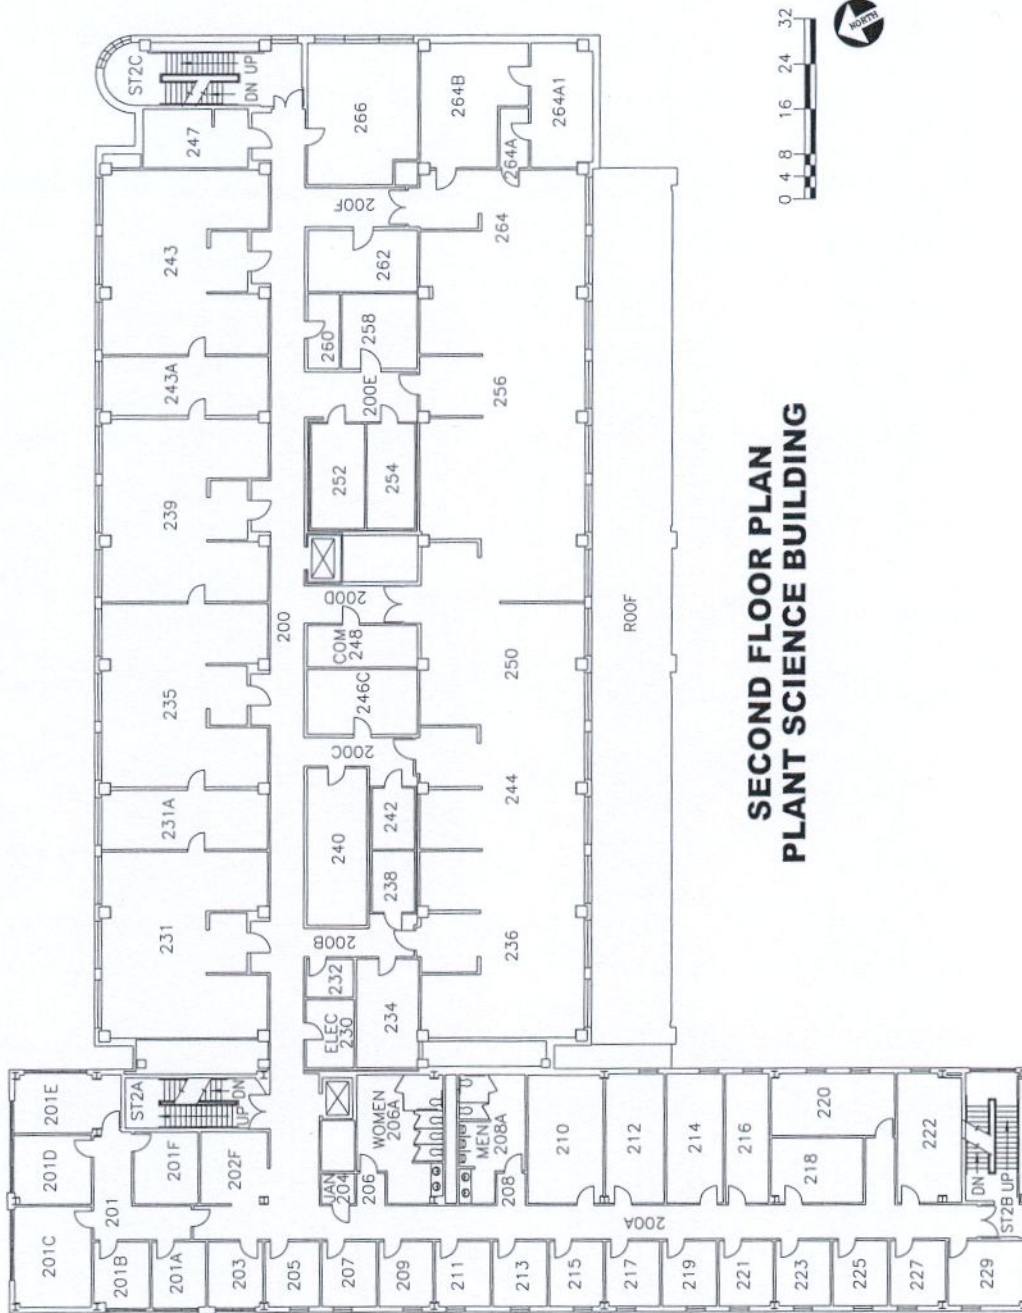 SECOND FLOOR PLAN
PLANT SCIENCE BUILDING
0 4 8 16 24 32
NORTH
201C
201D
201E
201
201B
201A
201F
202F
ST2A
UP
DN
203
205
207
209
211
213
215
217
219
221
223
225
227
229
JAN
204
206
WOMEN
206A
MEN
208A
208
210
212
214
216
218
220
222
200A
DN
UP
ST2B
231
231A
235
239
243A
243
247
ST2C
DN
UP
200
ELEC
230
232
234
200B
236
238
240
242
244
200C
246C
COM
248
200D
250
252
254
200E
256
258
260
262
200F
264
264A
264A1
264B
266
ROOF